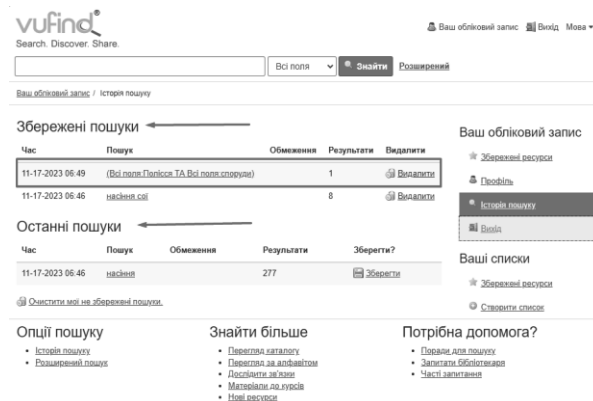 vufind
Search. Discover. Share.
Ваш обліковий запис Вихід Мова
Всі поля Знайти Розширений
Ваш обліковий запис / Історія пошуку
Збережені пошуки
Час Пошук Обмеження Результати Видалити
11-17-2023 06:49 (Всі поля:Полісся ТА Всі поля:споруди) 1 Видалити
11-17-2023 06:46 насіння сої 8 Видалити
Останні пошуки
Час Пошук Обмеження Результати Зберегти?
11-17-2023 06:46 насіння 277 Зберегти
Очистити мої не збережені пошуки.
Ваш обліковий запис
Збережені ресурси
Профіль
Історія пошуку
Вихід
Ваші списки
Збережені ресурси
Створити список
Опції пошуку
Історія пошуку
Розширений пошук
Знайти більше
Перегляд каталогу
Перегляд за алфавітом
Дослідити зв'язки
Матеріали до курсів
Нові ресурси
Потрібна допомога?
Поради для пошуку
Запитати бібліотекаря
Часті запитання